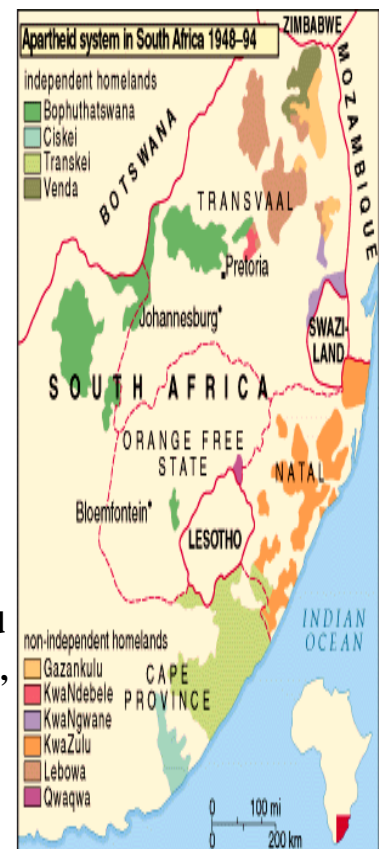 ZIMBABWE
Apartheid system in South Africa 1948–94
independent homelands
Bophuthatswana
Ciskei
Transkei
Venda
BOTSWANA
MOZAMBIQUE
TRANSVAAL
Pretoria
Johannesburg
SWAZI-
LAND
SOUTH AFRICA
ORANGE FREE
STATE
NATAL
Bloemfontein
LESOTHO
INDIAN
OCEAN
non-independent homelands
Gazankulu
KwaNdebele
KwaNgwane
KwaZulu
Lebowa
Qwaqwa
CAPE
PROVINCE
0 100 mi
0 200 km